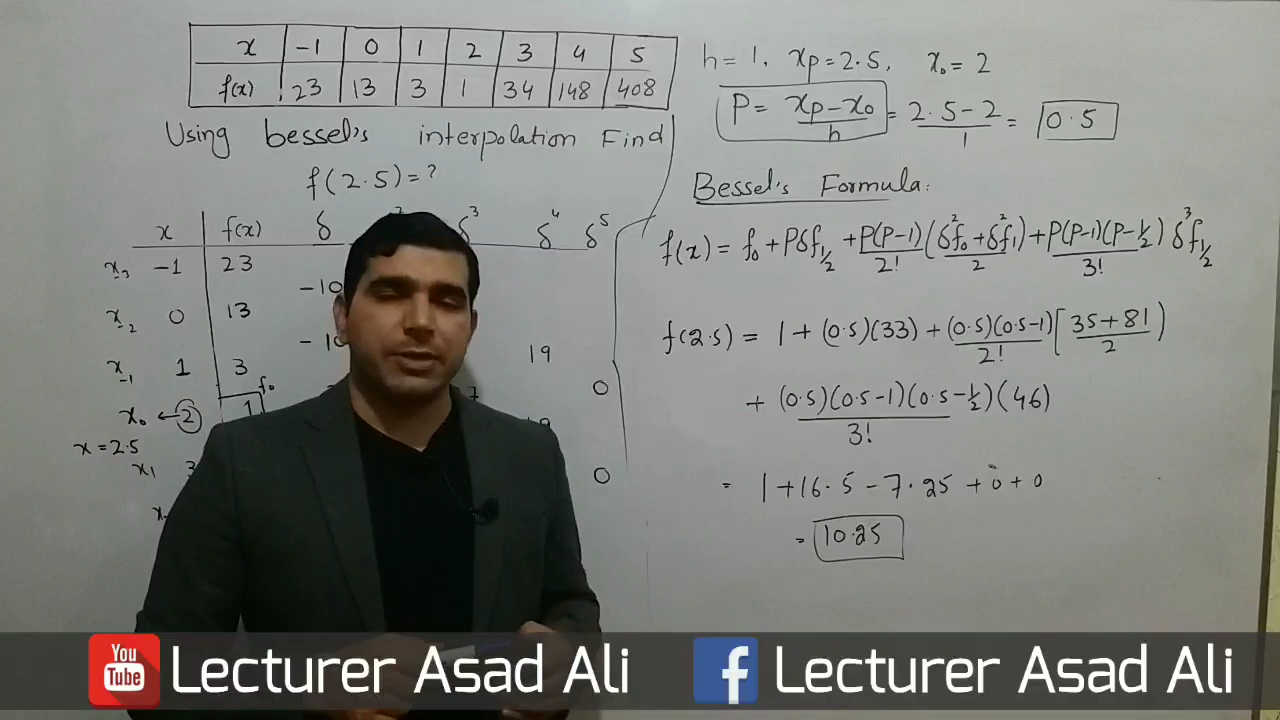 x -1 0 1 2 3 4 5
f(x) 23 13 3 1 34 148 408
Using bessel's interpolation Find
f(2.5)=?
x f(x) δ δ³ δ⁴ δ⁵
x₋₃ -1 23
-10
x₋₂ 0 13
-10 19
x₋₁ 1 3
f₀ 0
x₀ ← 2 1
x = 2.5
x₁ 3 0
h = 1, xp = 2.5, x₀ = 2
P = xp-x₀/h = 2.5-2/1 = 0.5
Bessel's Formula:
f(x) = f₀ + Pδf₁/₂ + P(P-1)/2! (δ²f₀+δ²f₁)/2 + P(P-1)(P-½)/3! δ³f₁/₂
f(2.5) = 1 + (0.5)(33) + (0.5)(0.5-1)/2! [35+81/2]
+ (0.5)(0.5-1)(0.5-½)(46)/3!
= 1+16.5-7.25+0+0
= 10.25
You Tube Lecturer Asad Ali
f Lecturer Asad Ali